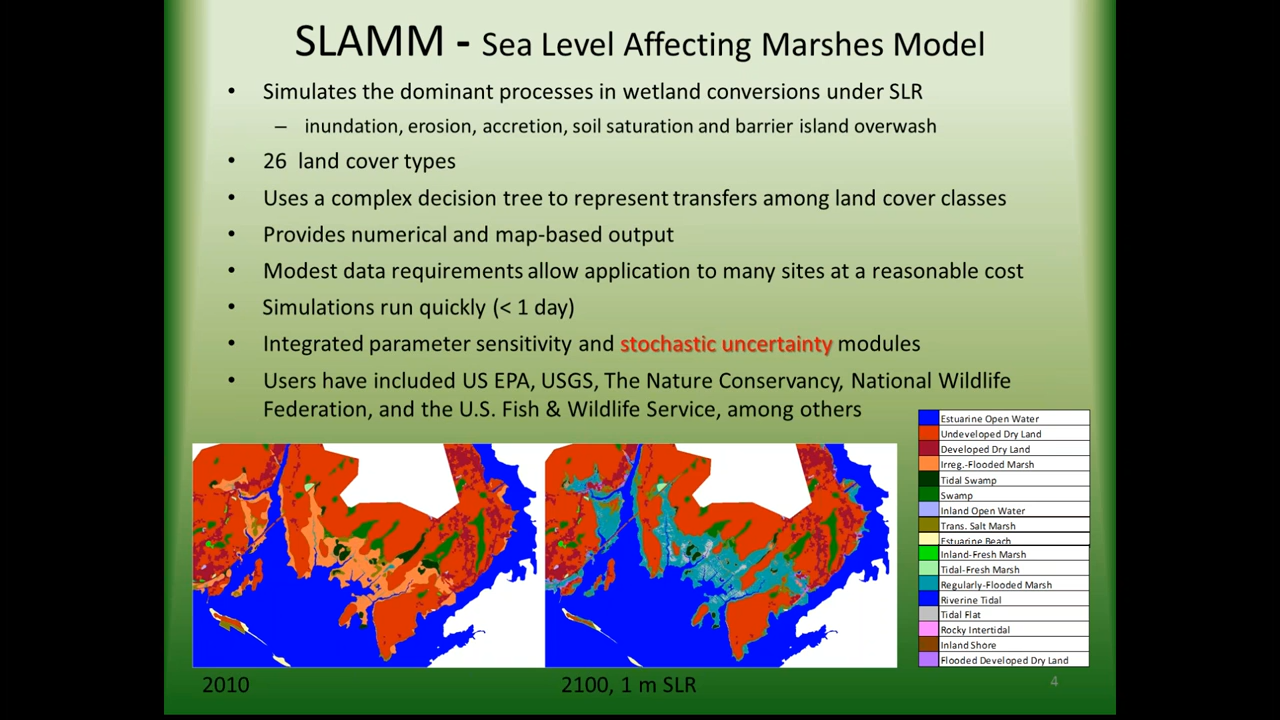 SLAMM - Sea Level Affecting Marshes Model
• Simulates the dominant processes in wetland conversions under SLR
– inundation, erosion, accretion, soil saturation and barrier island overwash
• 26 land cover types
• Uses a complex decision tree to represent transfers among land cover classes
• Provides numerical and map-based output
• Modest data requirements allow application to many sites at a reasonable cost
• Simulations run quickly (< 1 day)
• Integrated parameter sensitivity and stochastic uncertainty modules
• Users have included US EPA, USGS, The Nature Conservancy, National Wildlife
Federation, and the U.S. Fish & Wildlife Service, among others
Estuarine Open Water
Undeveloped Dry Land
Developed Dry Land
Irreg.-Flooded Marsh
Tidal Swamp
Swamp
Inland Open Water
Trans. Salt Marsh
Estuarine Beach
Inland-Fresh Marsh
Tidal-Fresh Marsh
Regularly-Flooded Marsh
Riverine Tidal
Tidal Flat
Rocky Intertidal
Inland Shore
Flooded Developed Dry Land
2010
2100, 1 m SLR
4